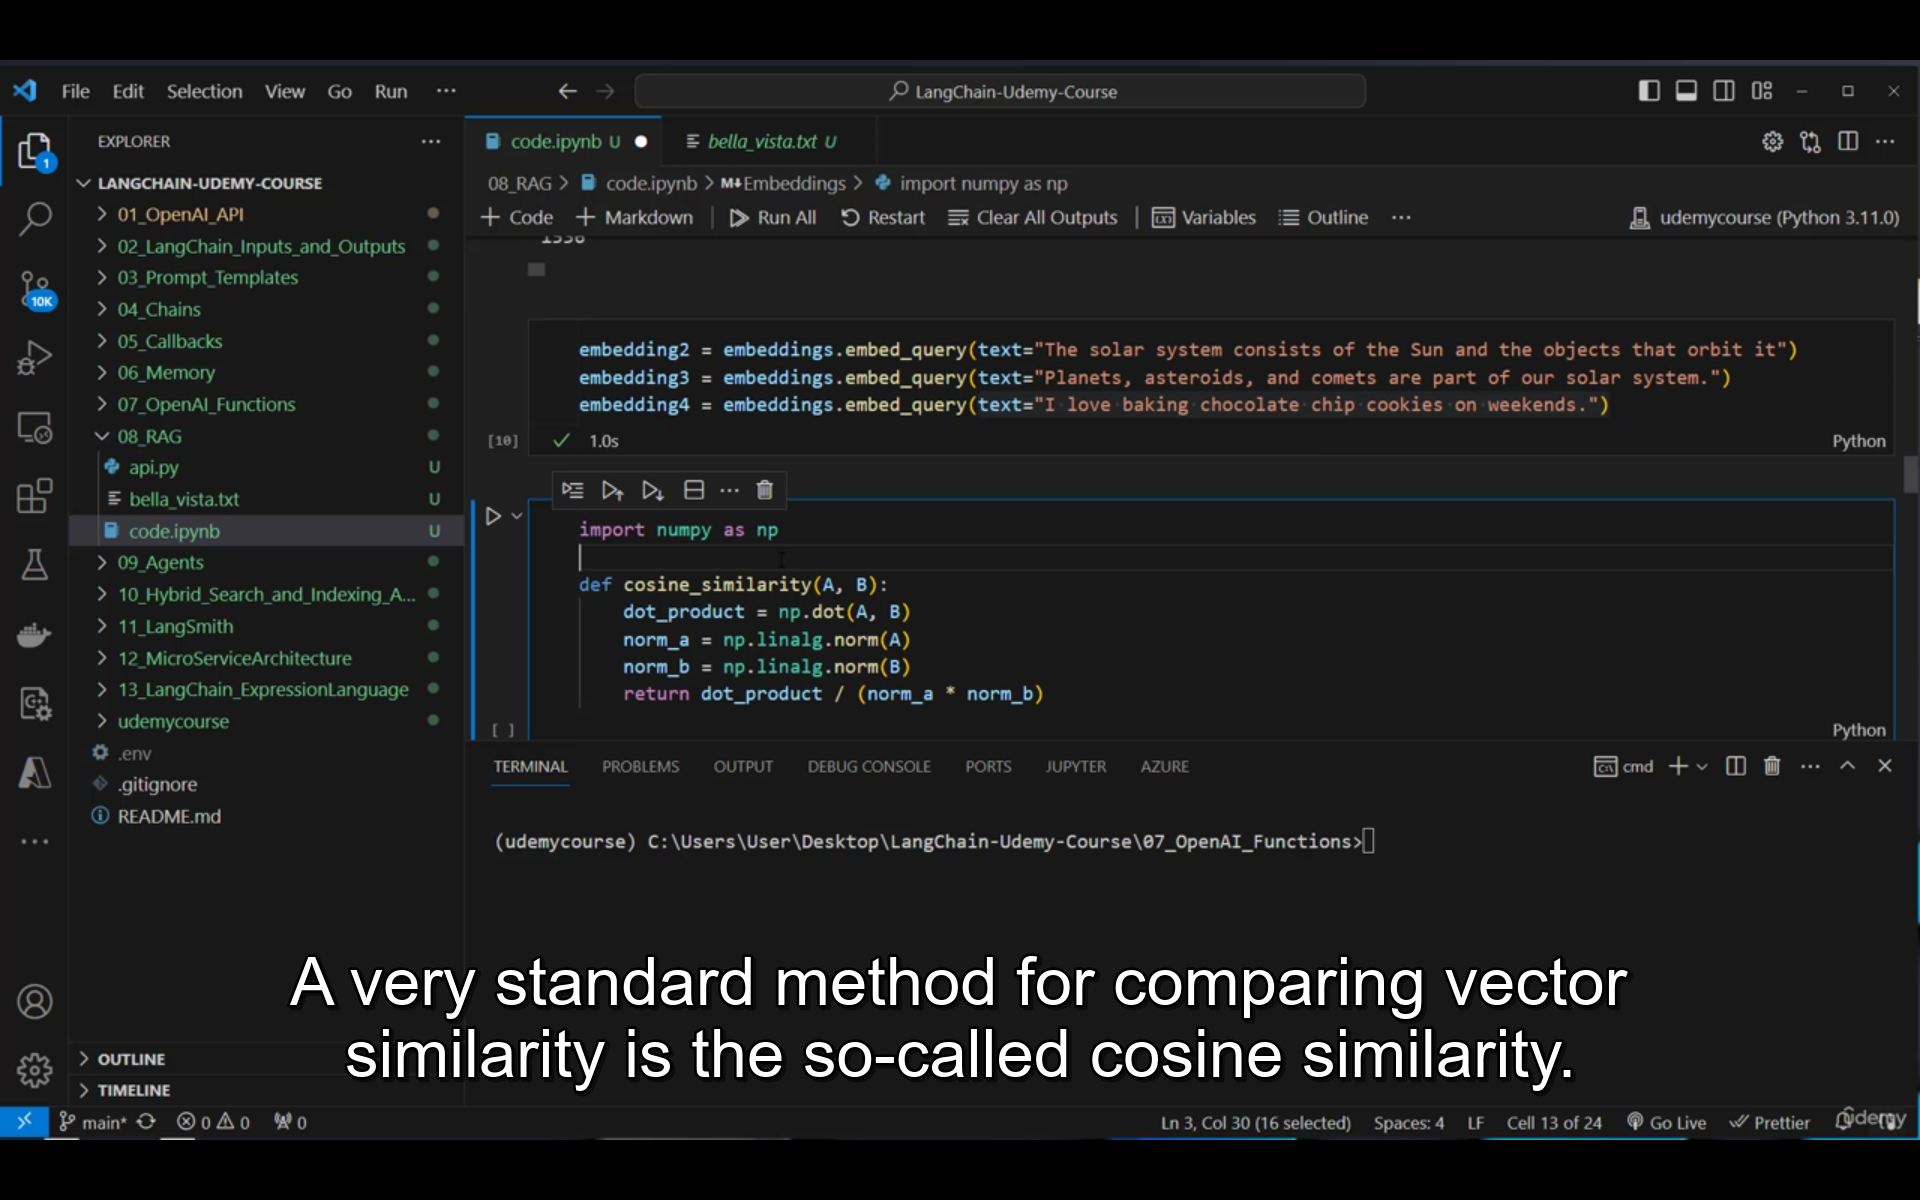 File Edit Selection View Go Run ...
LangChain-Udemy-Course
EXPLORER
LANGCHAIN-UDEMY-COURSE
01_OpenAI_API
02_LangChain_Inputs_and_Outputs
03_Prompt_Templates
04_Chains
05_Callbacks
06_Memory
07_OpenAI_Functions
08_RAG
api.py U
bella_vista.txt U
code.ipynb U
09_Agents
10_Hybrid_Search_and_Indexing_A...
11_LangSmith
12_MicroServiceArchitecture
13_LangChain_ExpressionLanguage
udemycourse
.env
.gitignore
README.md
OUTLINE
TIMELINE
1
10K
code.ipynb U
bella_vista.txt U
08_RAG > code.ipynb > M↓Embeddings > import numpy as np
+ Code + Markdown | Run All Restart Clear All Outputs | Variables Outline ...
udemycourse (Python 3.11.0)
1536
embedding2 = embeddings.embed_query(text="The solar system consists of the Sun and the objects that orbit it")
embedding3 = embeddings.embed_query(text="Planets, asteroids, and comets are part of our solar system.")
embedding4 = embeddings.embed_query(text="I love baking chocolate chip cookies on weekends.")
[10] ✓ 1.0s Python
import numpy as np
def cosine_similarity(A, B):
dot_product = np.dot(A, B)
norm_a = np.linalg.norm(A)
norm_b = np.linalg.norm(B)
return dot_product / (norm_a * norm_b)
[ ] Python
TERMINAL PROBLEMS OUTPUT DEBUG CONSOLE PORTS JUPYTER AZURE
cmd
(udemycourse) C:\Users\User\Desktop\LangChain-Udemy-Course\07_OpenAI_Functions>
A very standard method for comparing vector
similarity is the so-called cosine similarity.
main* 0 0 0
Ln 3, Col 30 (16 selected) Spaces: 4 LF Cell 13 of 24 Go Live Prettier
udemy